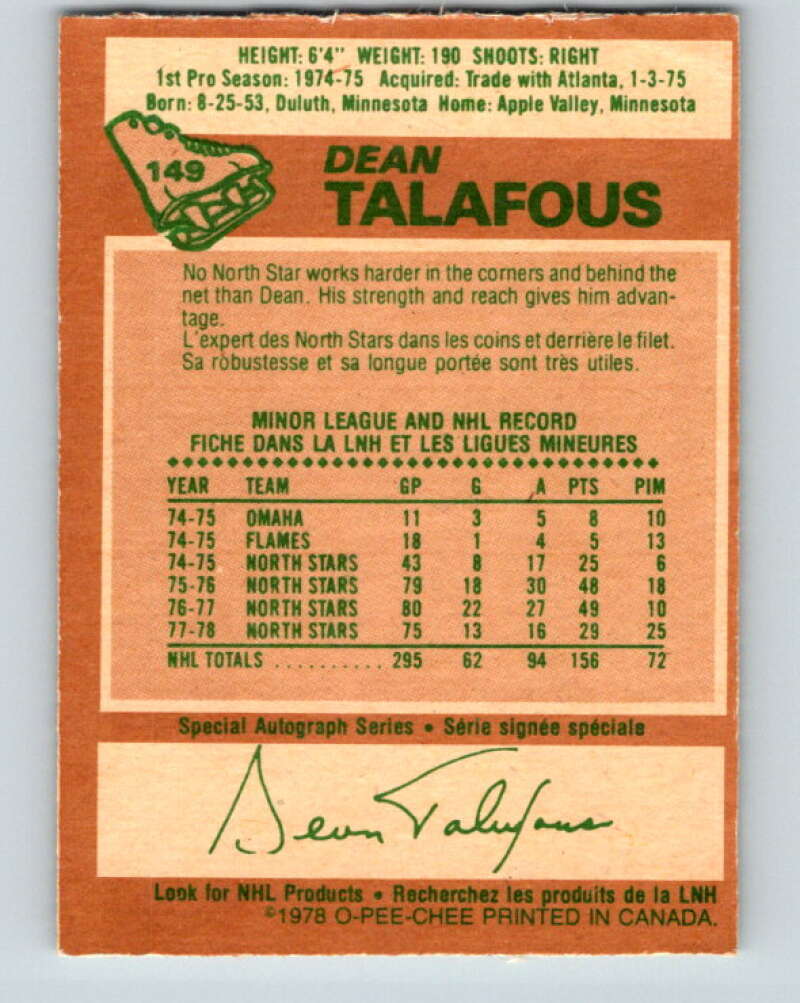 HEIGHT: 6'4" WEIGHT: 190 SHOOTS: RIGHT
1st Pro Season: 1974-75 Acquired: Trade with Atlanta, 1-3-75
Born: 8-25-53, Duluth, Minnesota Home: Apple Valley, Minnesota
149
DEAN
TALAFOUS
No North Star works harder in the corners and behind the
net than Dean. His strength and reach gives him advan-
tage.
L'expert des North Stars dans les coins et derrière le filet.
Sa robustesse et sa longue portée sont très utiles.
MINOR LEAGUE AND NHL RECORD
FICHE DANS LA LNH ET LES LIGUES MINEURES
YEAR TEAM GP G A PTS PIM
74-75 OMAHA 11 3 5 8 10
74-75 FLAMES 18 1 4 5 13
74-75 NORTH STARS 43 8 17 25 6
75-76 NORTH STARS 79 18 30 48 18
76-77 NORTH STARS 80 22 27 49 10
77-78 NORTH STARS 75 13 16 29 25
NHL TOTALS .......... 295 62 94 156 72
Special Autograph Series • Série signée spéciale
Dean Talafous
Look for NHL Products • Recherchez les produits de la LNH
©1978 O-PEE-CHEE PRINTED IN CANADA.